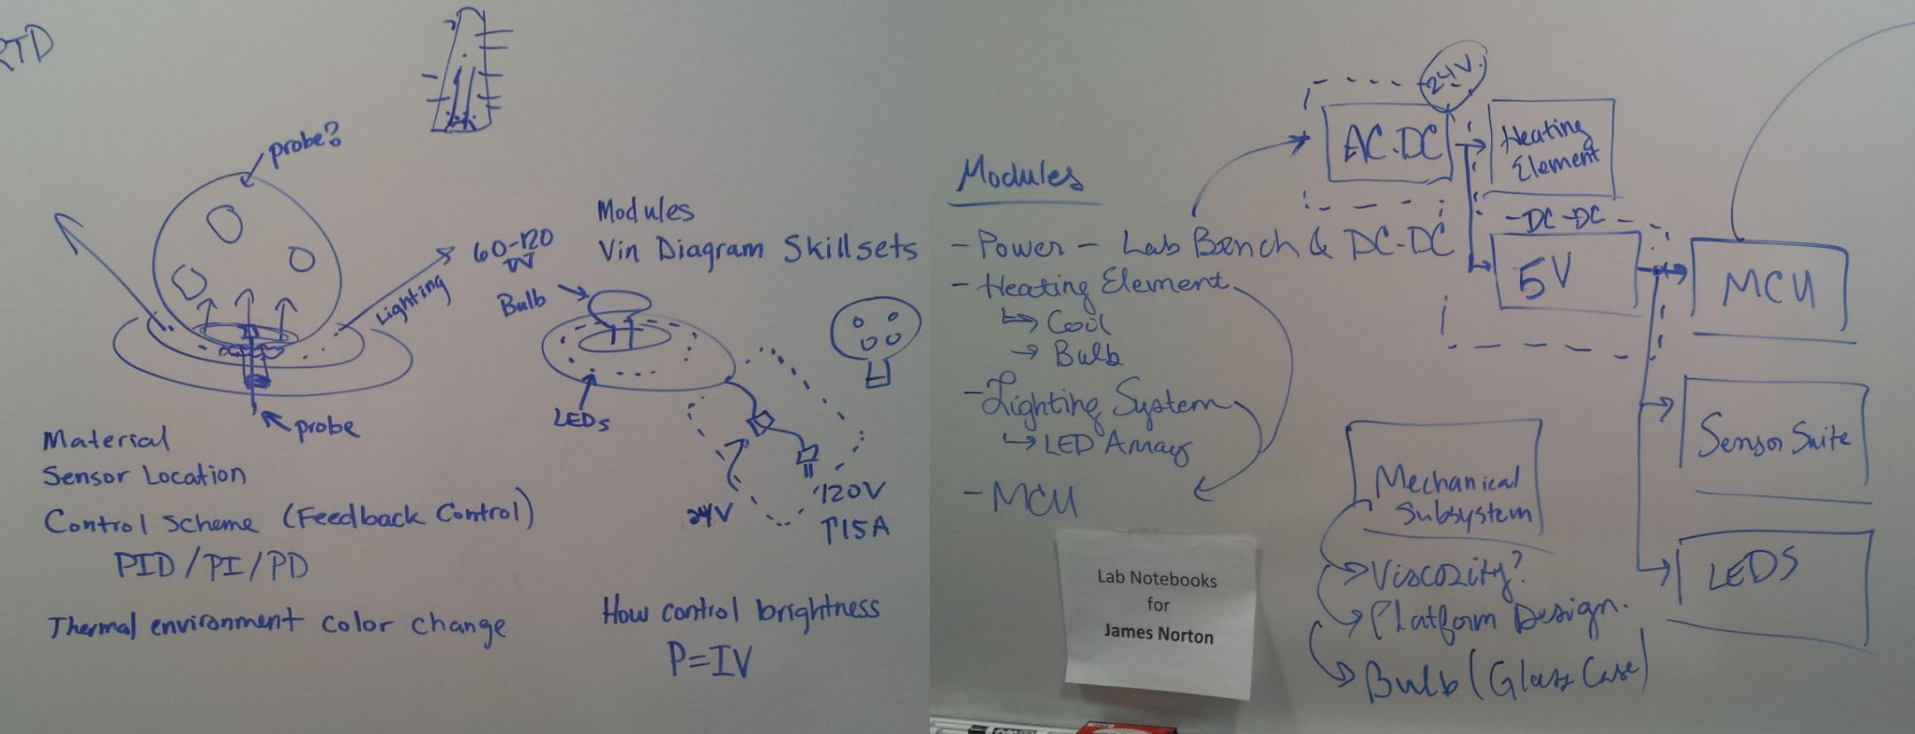 RTD
probe?
60-120
W
Lighting
Bulb
LEDs
probe
Modules
Vin Diagram Skillsets
24V
120V
T15A
Material
Sensor Location
Control Scheme (Feedback Control)
PID/PI/PD
Thermal environment color change
How control brightness
P=IV
Modules
- Power - Lab Bench & DC-DC
- Heating Element
↳ Coil
→ Bulb
- Lighting System
↳ LED Array
- MCU
24V.
AC-DC
Heating
Element
-DC-DC-
5V
MCU
Sensor Suite
LEDS
Mechanical
Subsystem
→ Viscozity?
→ Platform Design.
→ Bulb (Glass Case)
Lab Notebooks
for
James Norton